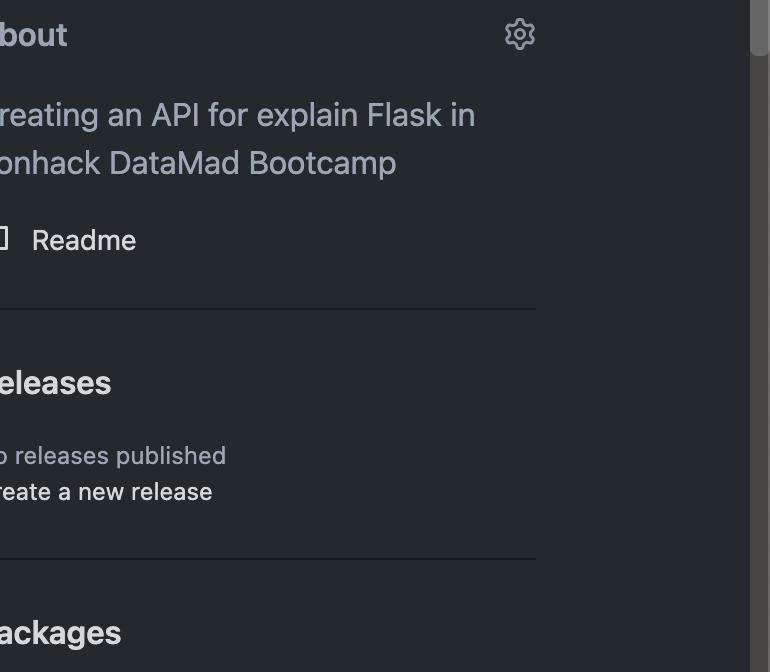 bout
reating an API for explain Flask in
onhack DataMad Bootcamp
Readme
eleases
o releases published
reate a new release
ackages